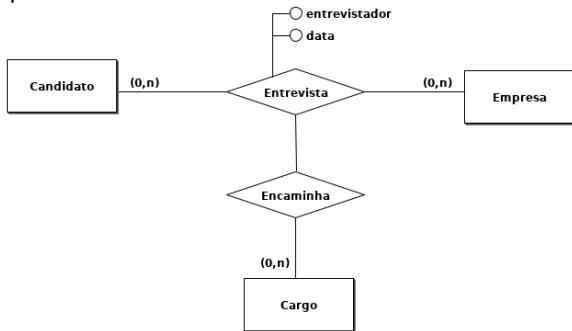 entrevistador
data
Candidato
(0,n)
Entrevista
(0,n)
Empresa
Encaminha
(0,n)
Cargo